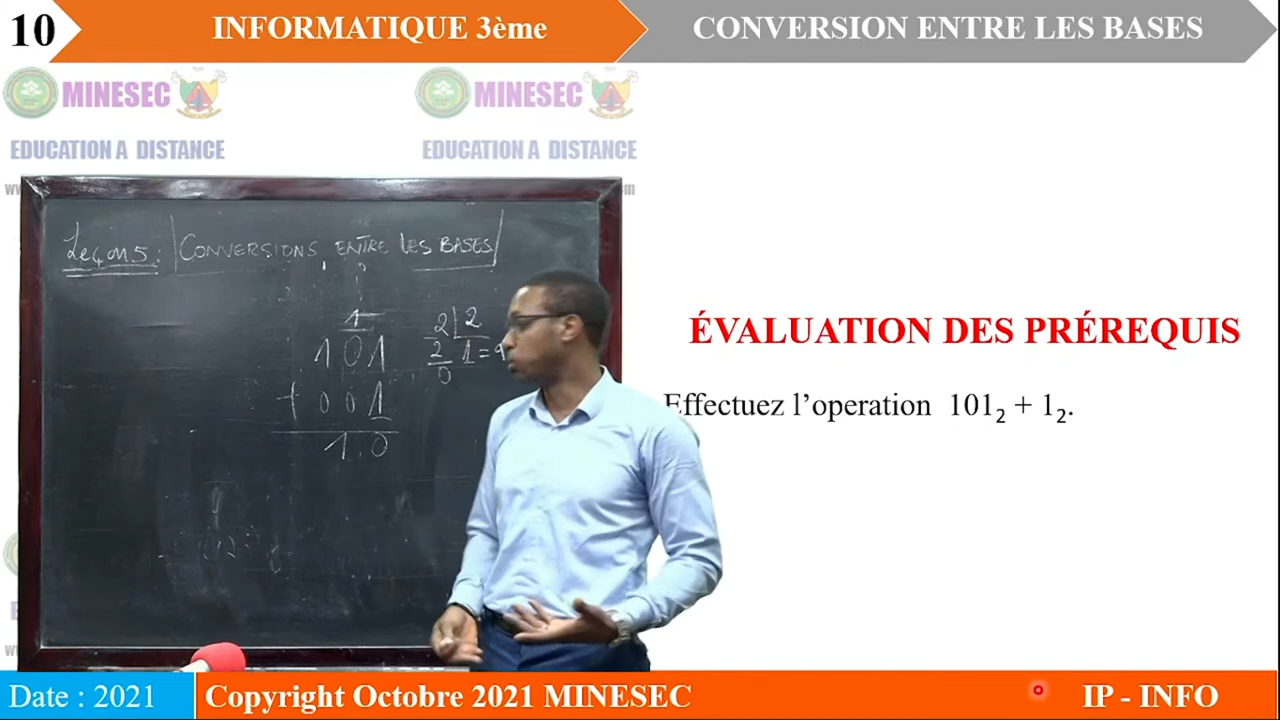 10
INFORMATIQUE 3ème
CONVERSION ENTRE LES BASES
MINESEC
MINESEC
EDUCATION A DISTANCE
EDUCATION A DISTANCE
Leçon 5: CONVERSIONS ENTRE LES BASES
1
101
+ 001
10
2 2
2 1 =
0
ÉVALUATION DES PRÉREQUIS
Effectuez l'operation 101₂ + 1₂.
Date : 2021
Copyright Octobre 2021 MINESEC
IP - INFO